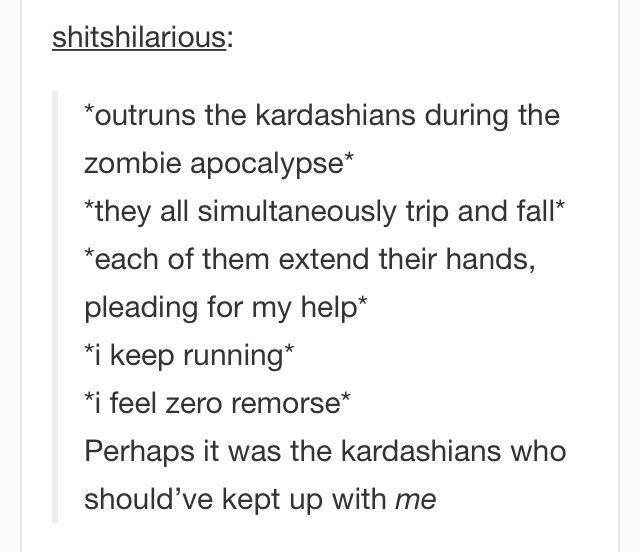 shitshilarious:
*outruns the kardashians during the
zombie apocalypse*
*they all simultaneously trip and fall*
*each of them extend their hands,
pleading for my help*
*i keep running*
*i feel zero remorse*
Perhaps it was the kardashians who
should’ve kept up with me